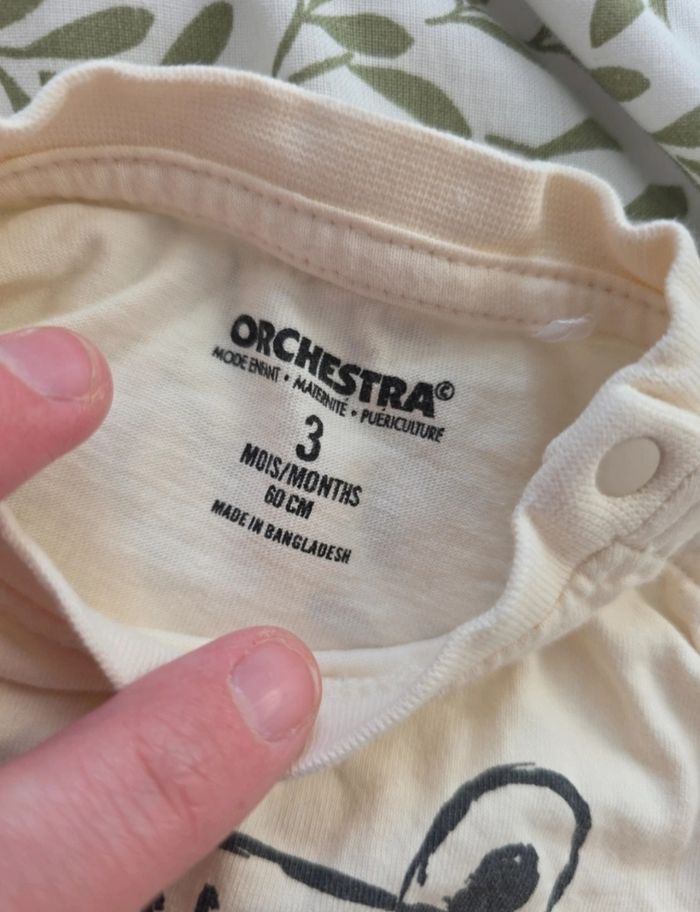 ORCHESTRA©
MODE ENFANT • MATERNITÉ • PUÉRICULTURE
3
MOIS/MONTHS
60 CM
MADE IN BANGLADESH